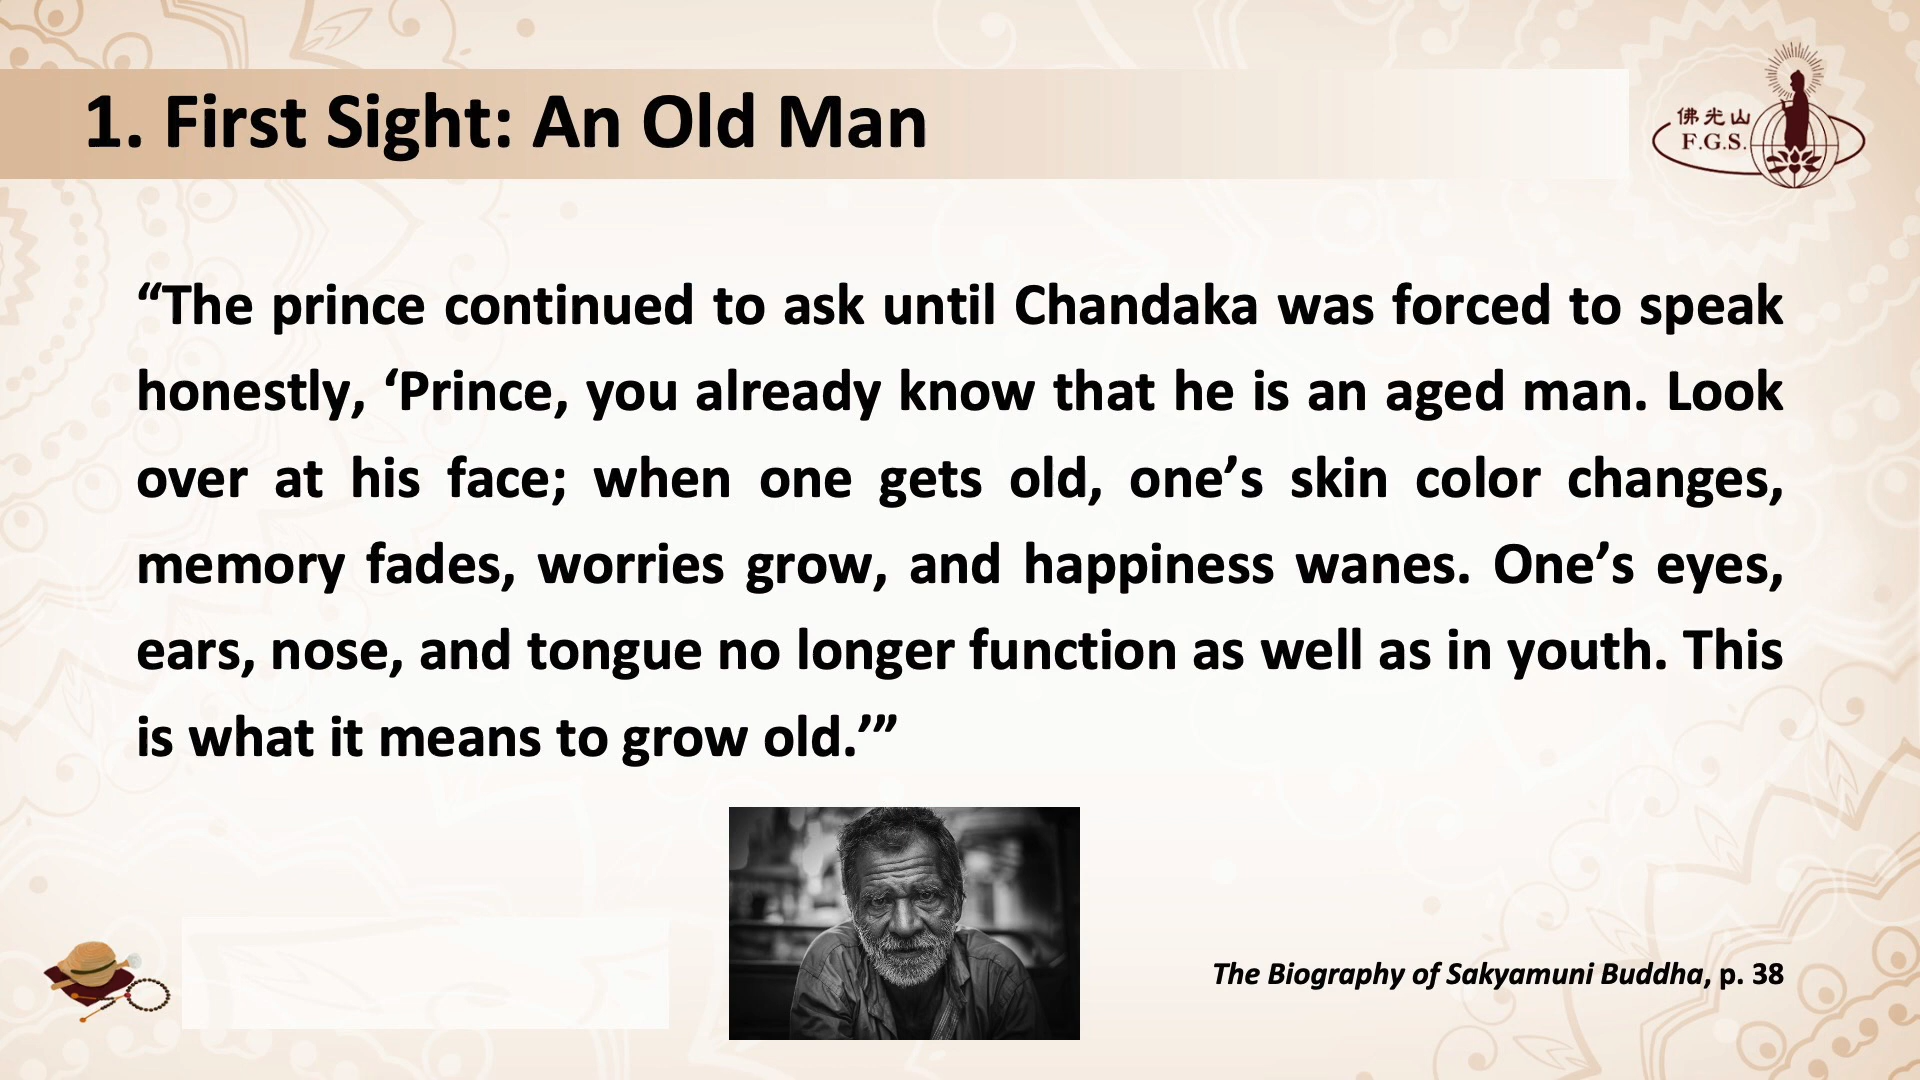 1. First Sight: An Old Man
佛光山
F.G.S.
“The prince continued to ask until Chandaka was forced to speak
honestly, ‘Prince, you already know that he is an aged man. Look
over at his face; when one gets old, one’s skin color changes,
memory fades, worries grow, and happiness wanes. One’s eyes,
ears, nose, and tongue no longer function as well as in youth. This
is what it means to grow old.’”
The Biography of Sakyamuni Buddha, p. 38